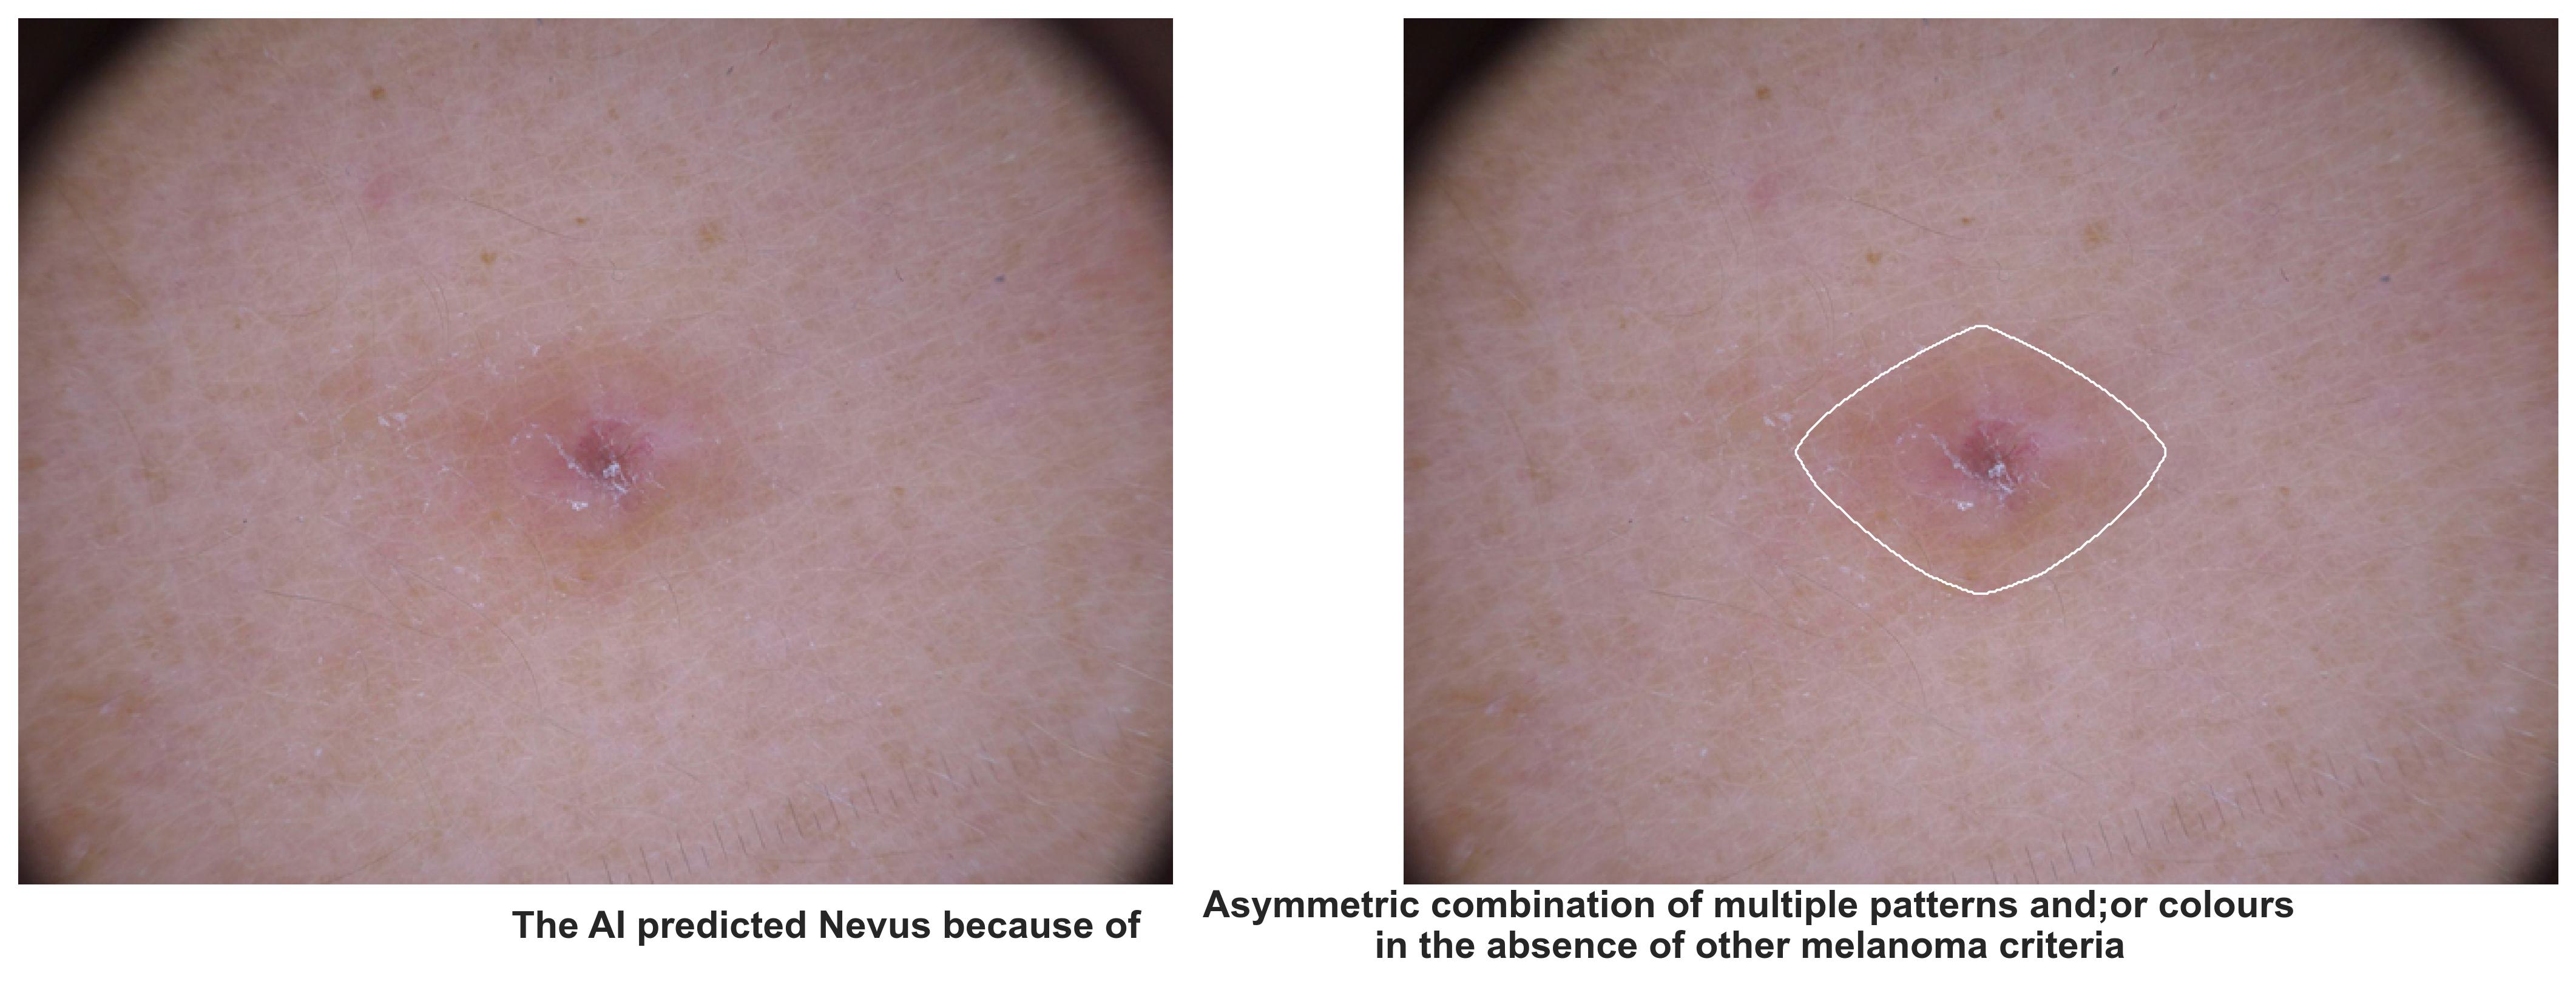 The AI predicted Nevus because of
Asymmetric combination of multiple patterns and;or colours
in the absence of other melanoma criteria